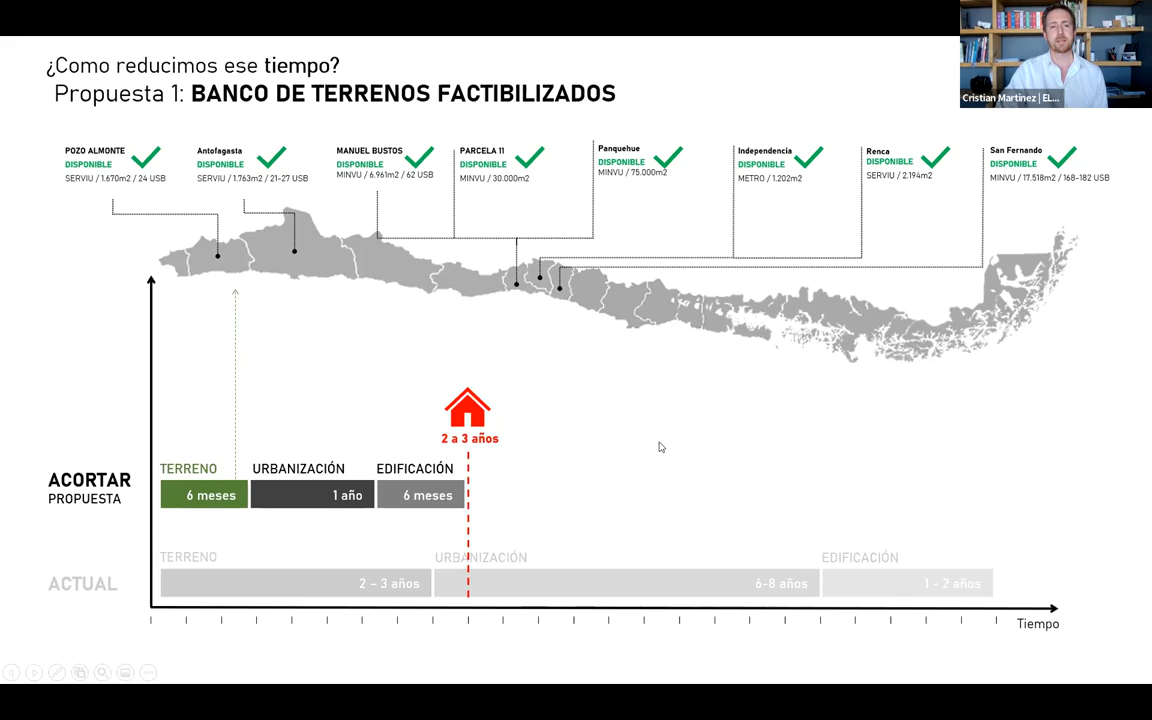 ¿Como reducimos ese tiempo?
Propuesta 1: BANCO DE TERRENOS FACTIBILIZADOS
Cristian Martinez | EL...
POZO ALMONTE
DISPONIBLE
SERVIU / 1.670m2 / 24 USB
Antofagasta
DISPONIBLE
SERVIU / 1.763m2 / 21-27 USB
MANUEL BUSTOS
DISPONIBLE
MINVU / 6.961m2 / 62 USB
PARCELA 11
DISPONIBLE
MINVU / 30.000m2
Panquehue
DISPONIBLE
MINVU / 75.000m2
Independencia
DISPONIBLE
METRO / 1.202m2
Renca
DISPONIBLE
SERVIU / 2.194m2
San Fernando
DISPONIBLE
MINVU / 17.518m2 / 168-182 USB
2 a 3 años
ACORTAR
PROPUESTA
TERRENO
6 meses
URBANIZACIÓN
1 año
EDIFICACIÓN
6 meses
ACTUAL
TERRENO
2 – 3 años
URBANIZACIÓN
6-8 años
EDIFICACIÓN
1 - 2 años
Tiempo